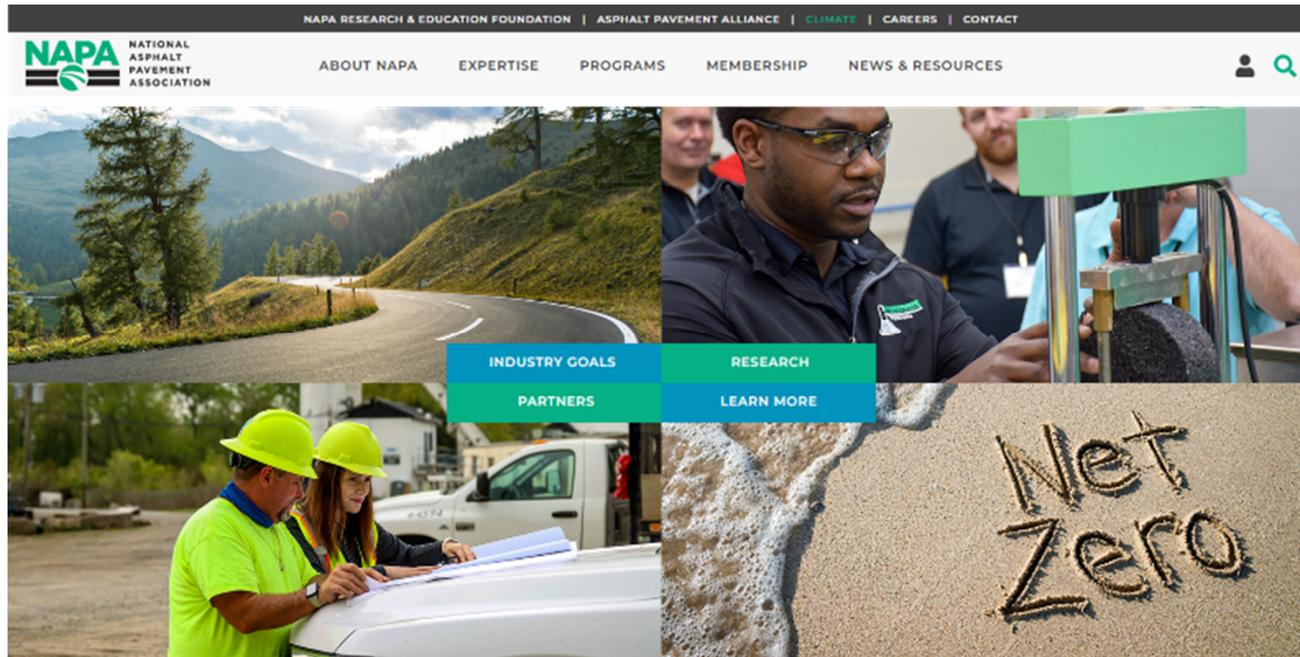 NAPA RESEARCH & EDUCATION FOUNDATION | ASPHALT PAVEMENT ALLIANCE | CLIMATE | CAREERS | CONTACT
NAPA
NATIONAL
ASPHALT
PAVEMENT
ASSOCIATION
ABOUT NAPA EXPERTISE PROGRAMS MEMBERSHIP NEWS & RESOURCES
INDUSTRY GOALS RESEARCH
PARTNERS LEARN MORE
Net
Zero